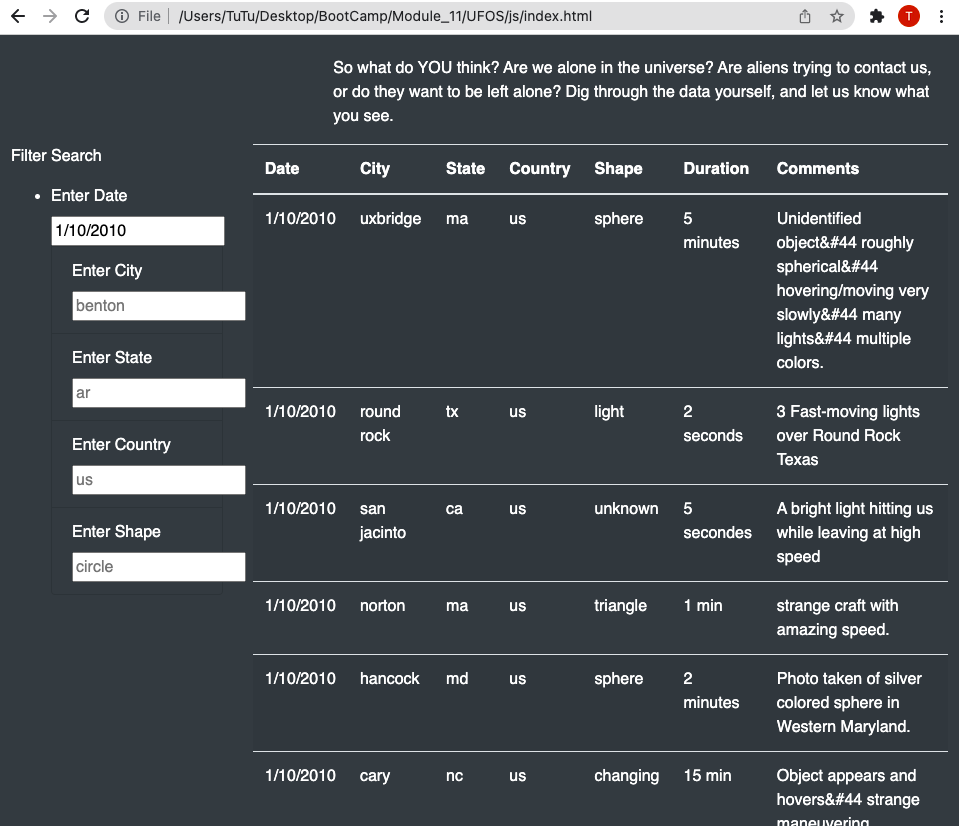 File /Users/TuTu/Desktop/BootCamp/Module_11/UFOS/js/index.html T
So what do YOU think? Are we alone in the universe? Are aliens trying to contact us,
or do they want to be left alone? Dig through the data yourself, and let us know what
you see.
Filter Search
Enter Date
1/10/2010
Enter City
benton
Enter State
ar
Enter Country
us
Enter Shape
circle
Date City State Country Shape Duration Comments
1/10/2010 uxbridge ma us sphere 5 Unidentified
minutes object&#44 roughly
spherical&#44
hovering/moving very
slowly&#44 many
lights&#44 multiple
colors.
1/10/2010 round tx us light 2 3 Fast-moving lights
rock seconds over Round Rock
Texas
1/10/2010 san ca us unknown 5 A bright light hitting us
jacinto secondes while leaving at high
speed
1/10/2010 norton ma us triangle 1 min strange craft with
amazing speed.
1/10/2010 hancock md us sphere 2 Photo taken of silver
minutes colored sphere in
Western Maryland.
1/10/2010 cary nc us changing 15 min Object appears and
hovers&#44 strange
maneuvering